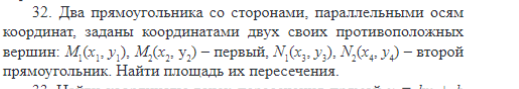 32. Два прямоугольника со сторонами, параллельными осям
координат, заданы координатами двух своих противоположных
вершин: M₁(x₁, y₁), M₂(x₂, y₂) – первый, N₁(x₃, y₃), N₂(x₄, y₄) – второй
прямоугольник. Найти площадь их пересечения.